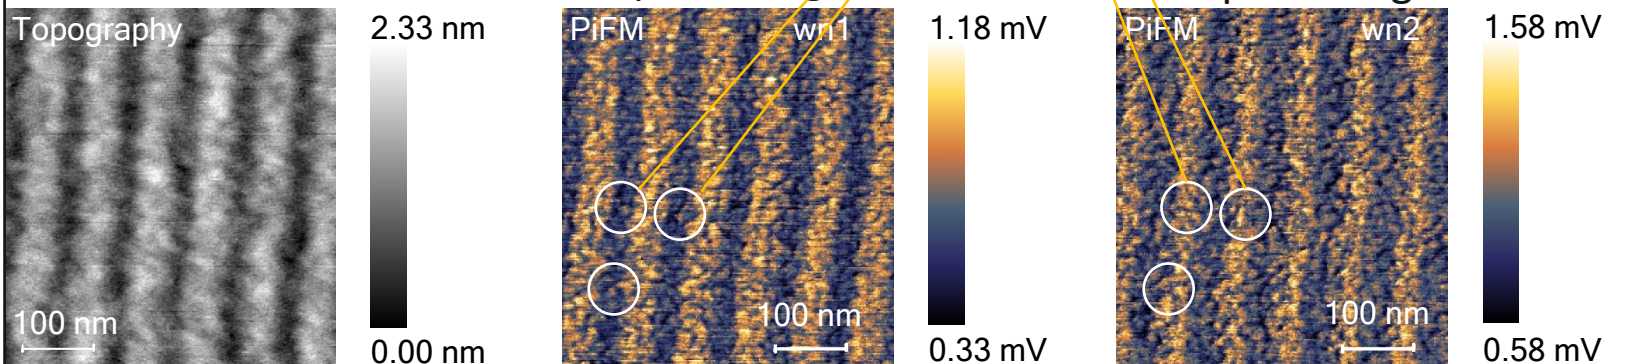 Topography
2.33 nm
100 nm
0.00 nm
PiFM wn1
1.18 mV
100 nm
0.33 mV
PiFM wn2
1.58 mV
100 nm
0.58 mV